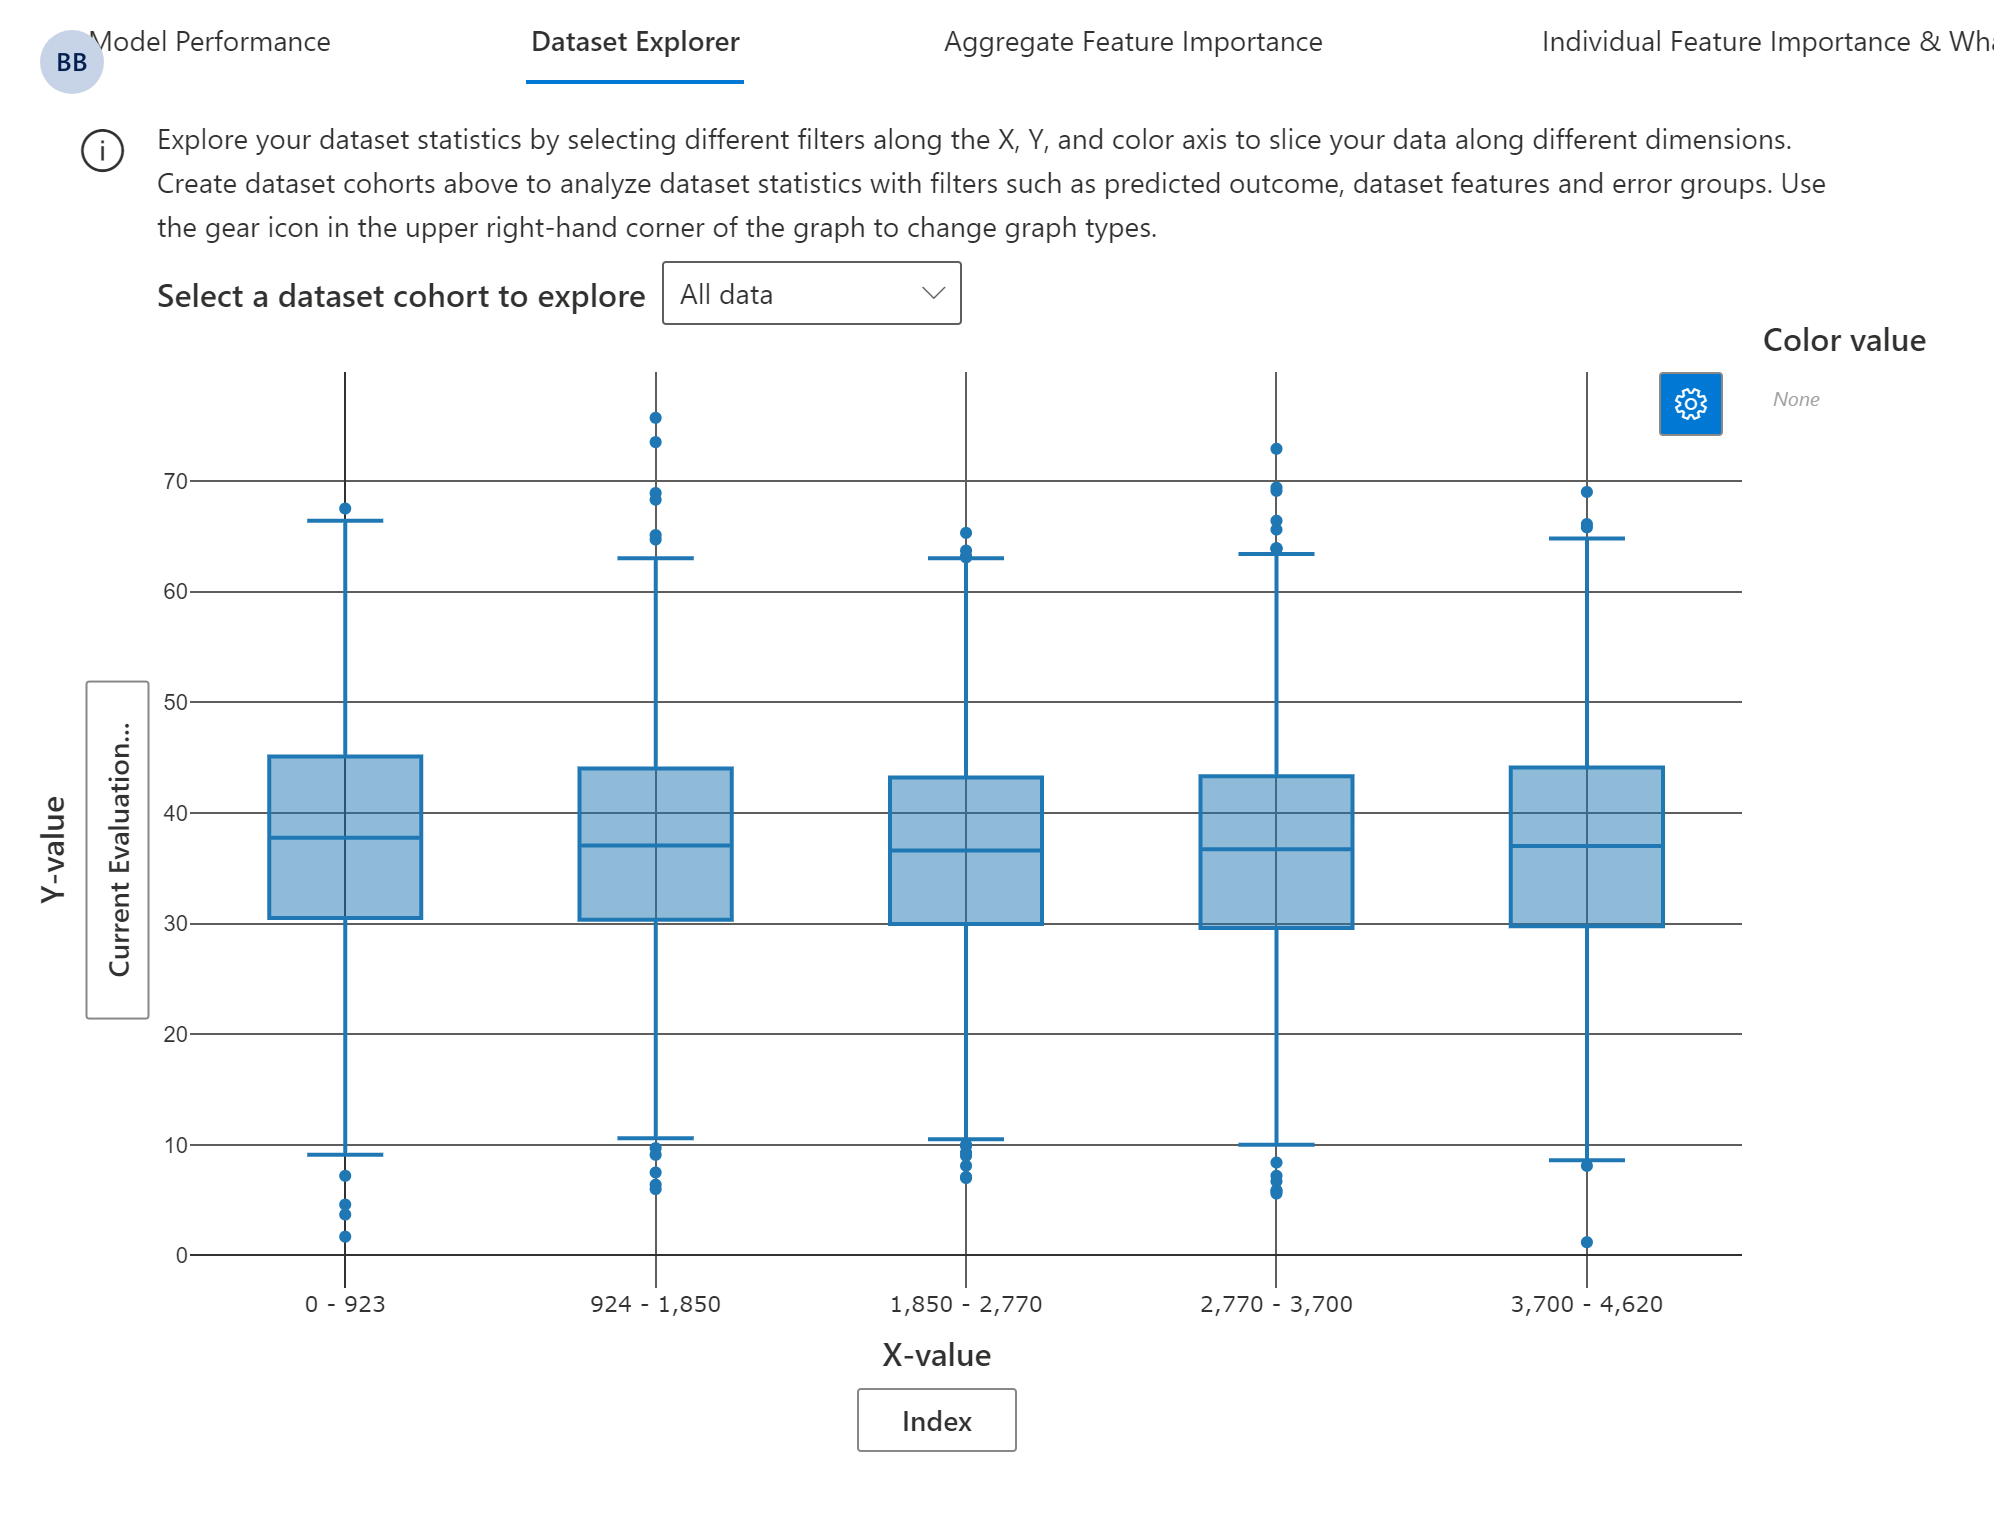 BB
Model Performance
Dataset Explorer
Aggregate Feature Importance
Individual Feature Importance &
Explore your dataset statistics by selecting different filters along the X, Y, and color axis to slice your data along different dimensions.
Create dataset cohorts above to analyze dataset statistics with filters such as predicted outcome, dataset features and error groups. Use
the gear icon in the upper right-hand corner of the graph to change graph types.
Select a dataset cohort to explore
All data
Color value
None
70
60
50
40
30
20
10
0
Y-value
Current Evaluation...
0 - 923
924 - 1,850
1,850 - 2,770
2,770 - 3,700
3,700 - 4,620
X-value
Index